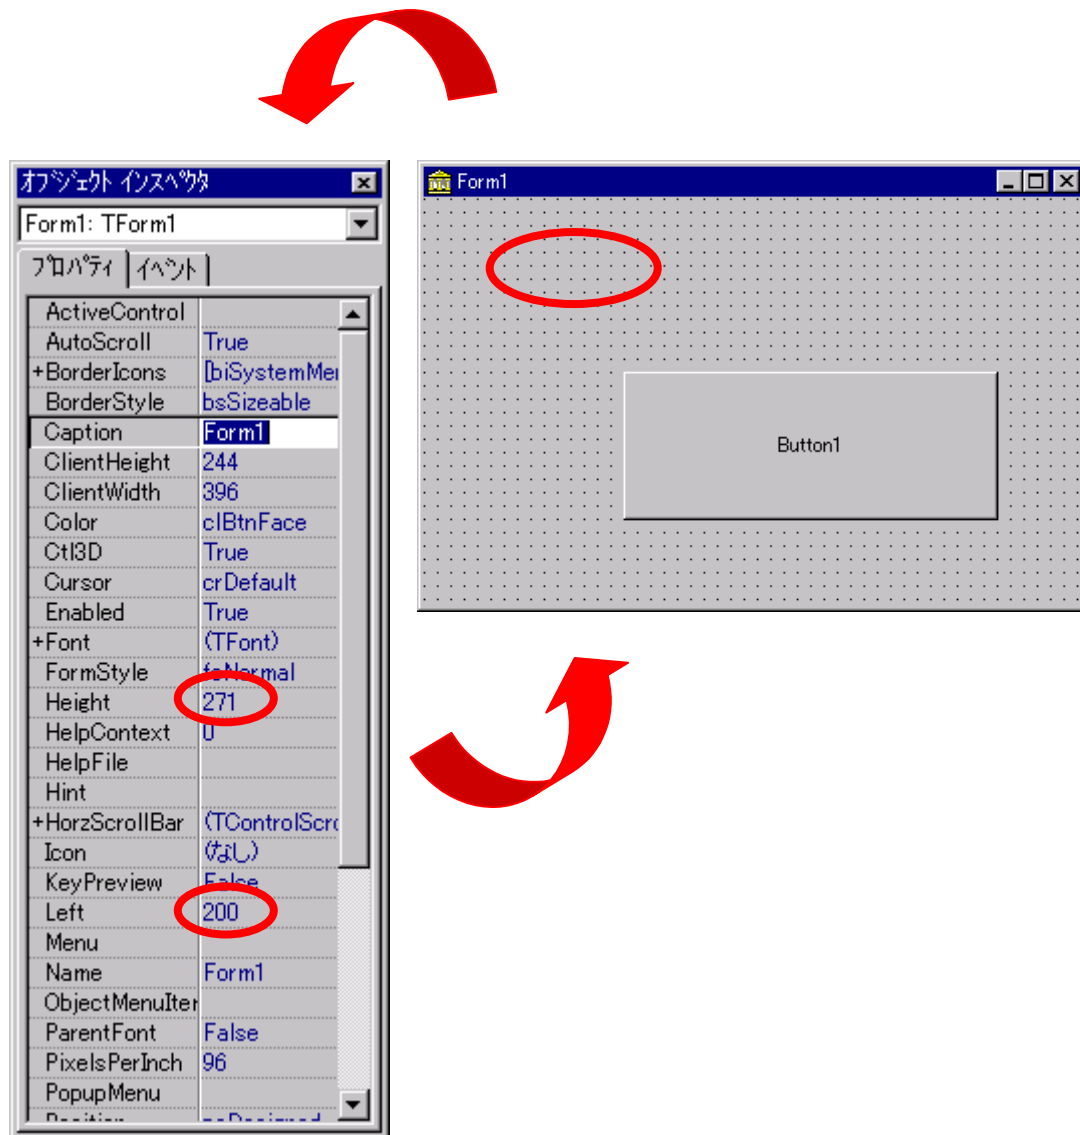 オブジェクト インスペクタ
Form1: TForm1
プロパティ イベント
ActiveControl
AutoScroll True
+BorderIcons [biSystemMe
BorderStyle bsSizeable
Caption Form1
ClientHeight 244
ClientWidth 396
Color clBtnFace
Ctl3D True
Cursor crDefault
Enabled True
+Font (TFont)
FormStyle fsNormal
Height 271
HelpContext 0
HelpFile
Hint
+HorzScrollBar (TControlScro
Icon (なし)
KeyPreview False
Left 200
Menu
Name Form1
ObjectMenuIte
ParentFont False
PixelsPerInch 96
PopupMenu
Form1
Button1